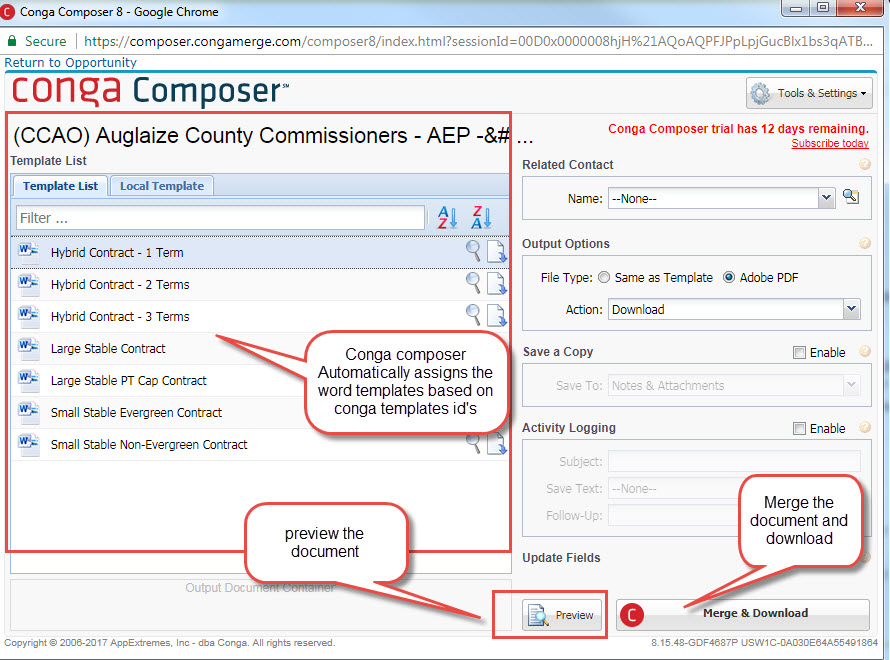 Conga Composer 8 - Google Chrome
Secure https://composer.congamerge.com/composer8/index.html?sessionId=00D0x0000008hjH%21AQoAQPFJPpLpjGucBlx1bs3qATB...
Return to Opportunity
conga Composer℠
Tools & Settings
(CCAO) Auglaize County Commissioners - AEP -&# ...
Conga Composer trial has 12 days remaining.
Subscribe today
Template List
Template List Local Template
Filter ...
A Z Z A
Hybrid Contract - 1 Term
Hybrid Contract - 2 Terms
Hybrid Contract - 3 Terms
Large Stable Contract
Large Stable PT Cap Contract
Small Stable Evergreen Contract
Small Stable Non-Evergreen Contract
Conga composer
Automatically assigns the
word templates based on
conga templates id's
Related Contact
Name: --None--
Output Options
File Type: Same as Template Adobe PDF
Action: Download
Save a Copy Enable
Save To: Notes & Attachments
Activity Logging Enable
Subject:
Save Text: --None--
Follow-Up:
Merge the
document and
download
Update Fields
preview the
document
Output Document Container
Preview
C Merge & Download
Copyright © 2006-2017 AppExtremes, Inc - dba Conga. All rights reserved.
8.15.48-GDF4687P USW1C-0A030E64A55491864